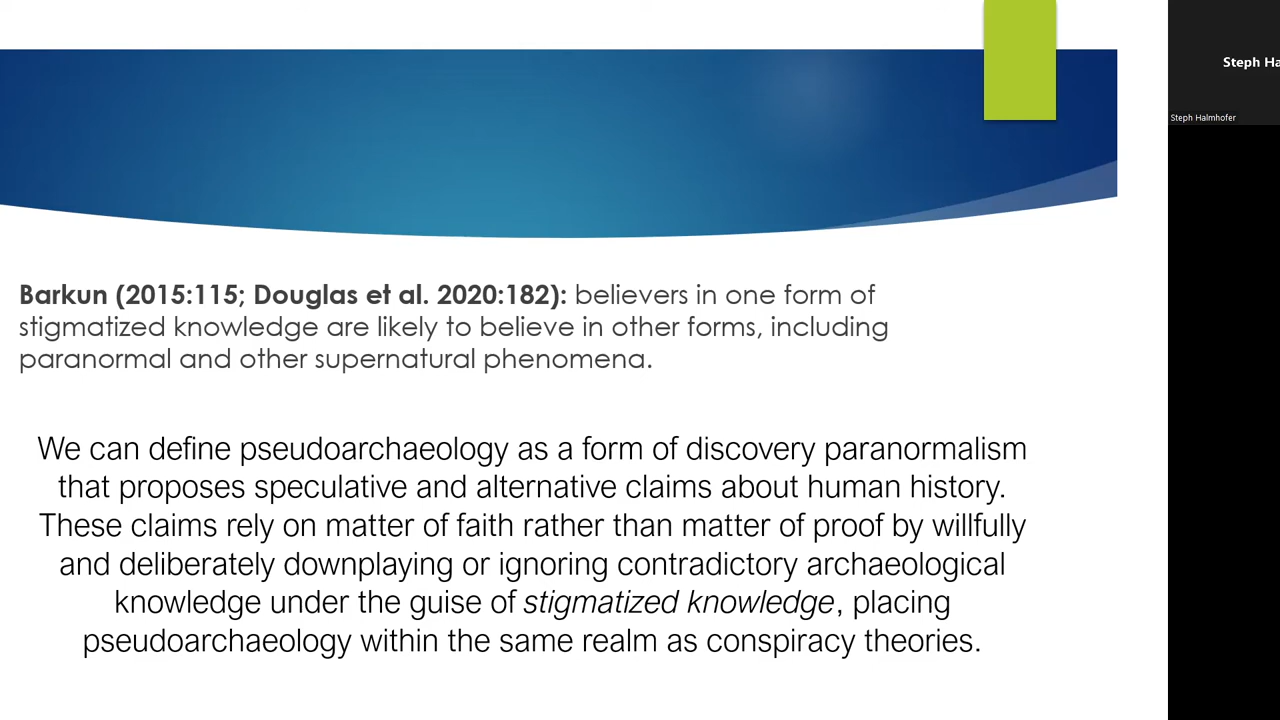 Steph Ha
Steph Halmhofer
Barkun (2015:115; Douglas et al. 2020:182): believers in one form of
stigmatized knowledge are likely to believe in other forms, including
paranormal and other supernatural phenomena.
We can define pseudoarchaeology as a form of discovery paranormalism
that proposes speculative and alternative claims about human history.
These claims rely on matter of faith rather than matter of proof by willfully
and deliberately downplaying or ignoring contradictory archaeological
knowledge under the guise of stigmatized knowledge, placing
pseudoarchaeology within the same realm as conspiracy theories.